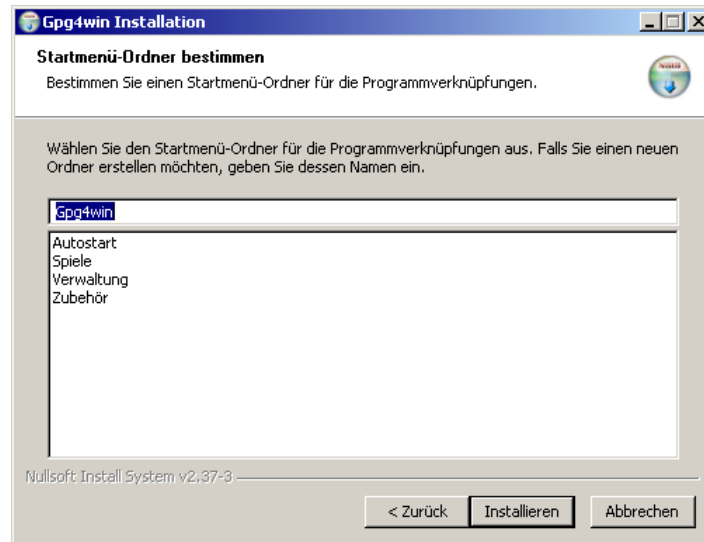 Gpg4win Installation
Startmenü-Ordner bestimmen
Bestimmen Sie einen Startmenü-Ordner für die Programmverknüpfungen.
Wählen Sie den Startmenü-Ordner für die Programmverknüpfungen aus. Falls Sie einen neuen
Ordner erstellen möchten, geben Sie dessen Namen ein.
Gpg4win
Autostart
Spiele
Verwaltung
Zubehör
Nullsoft Install System v2.37-3
< Zurück
Installieren
Abbrechen